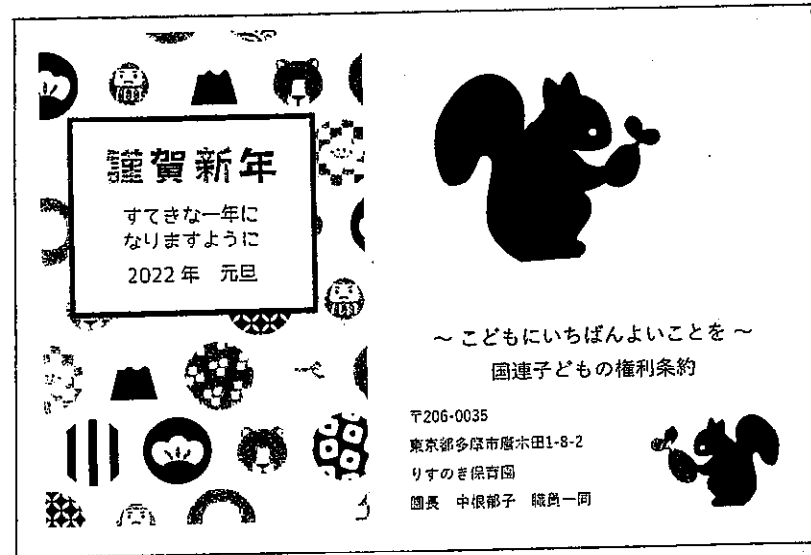 謹賀新年
すてきな一年に
なりますように
2022年 元旦
~ こどもにいちばんよいことを ~
国連子どもの権利条約
〒206-0035
東京都多摩市唐木田1-8-2
りすのき保育園
園長 中根郁子 職員一同